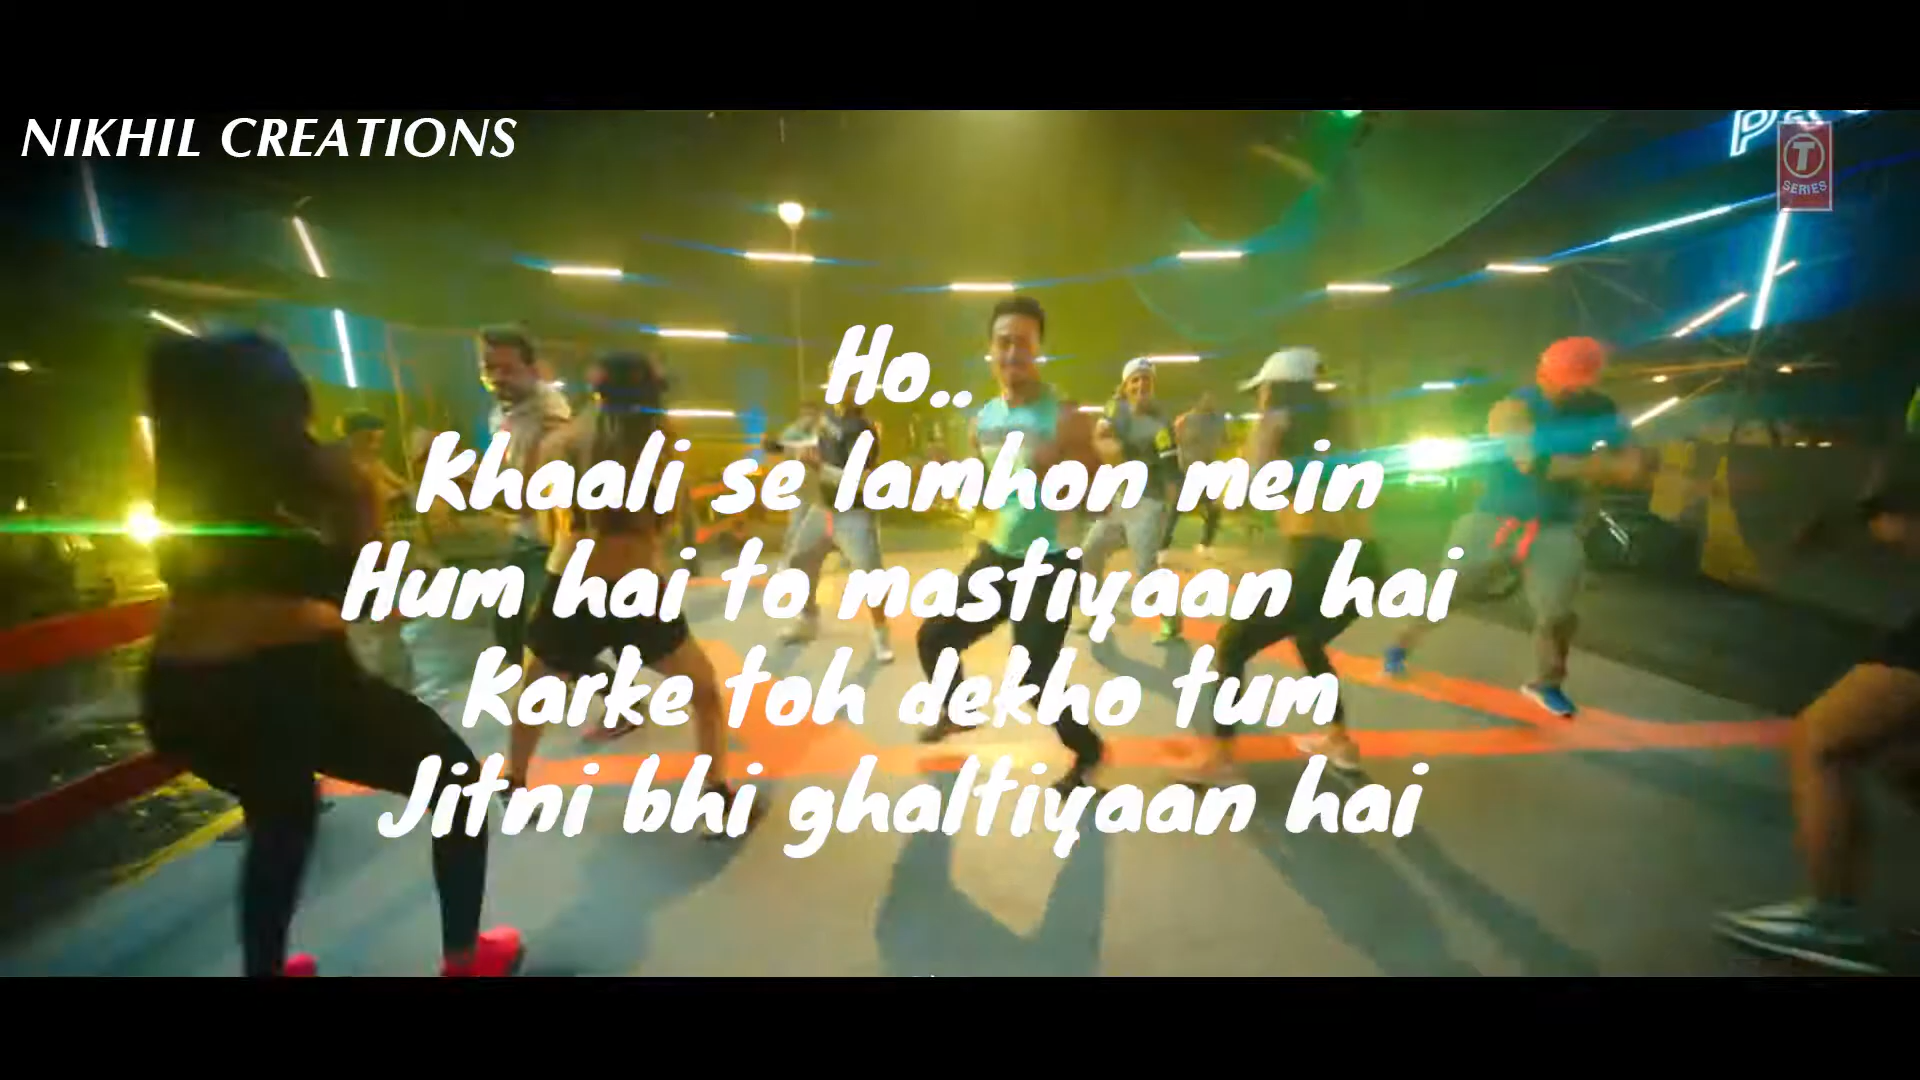 NIKHIL CREATIONS
T
SERIES
Ho..
Khaali se lamhon mein
Hum hai to mastiyaan hai
Karke toh dekho tum
Jitni bhi ghaltiyaan hai